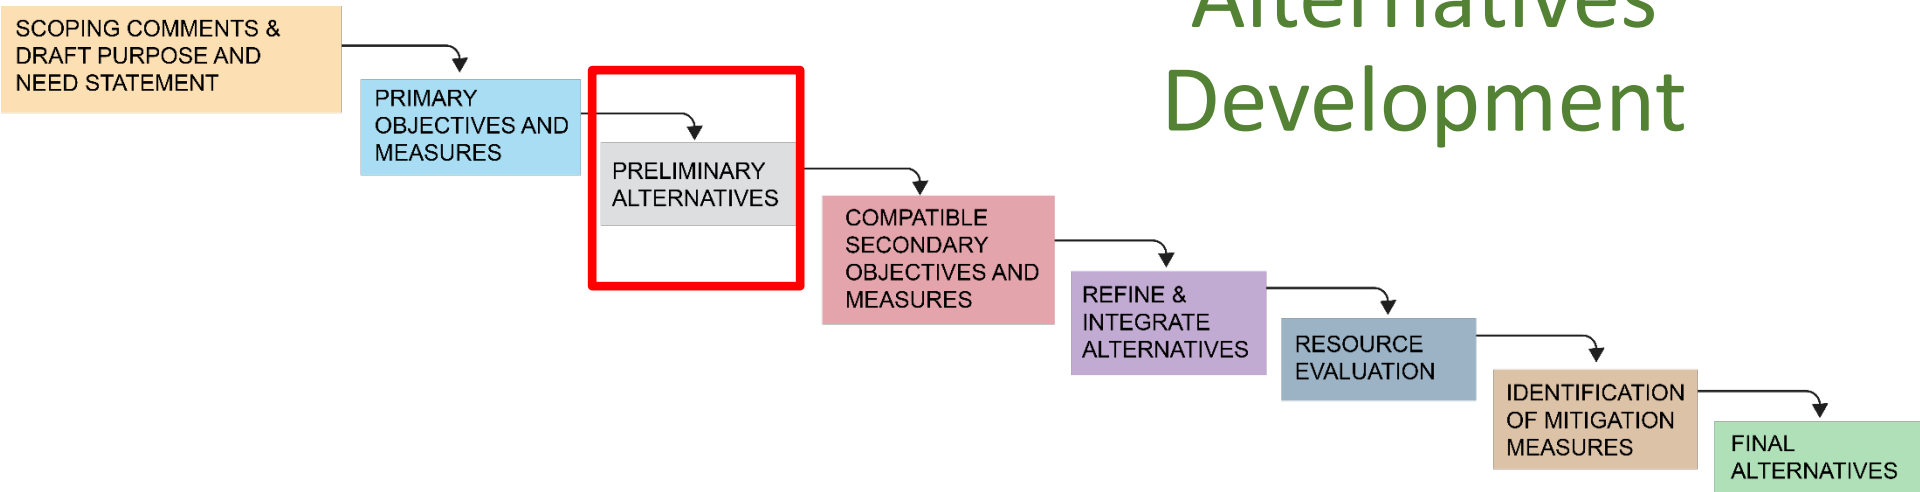 Alternatives
Development
SCOPING COMMENTS &
DRAFT PURPOSE AND
NEED STATEMENT
PRIMARY
OBJECTIVES AND
MEASURES
PRELIMINARY
ALTERNATIVES
COMPATIBLE
SECONDARY
OBJECTIVES AND
MEASURES
REFINE &
INTEGRATE
ALTERNATIVES
RESOURCE
EVALUATION
IDENTIFICATION
OF MITIGATION
MEASURES
FINAL
ALTERNATIVES